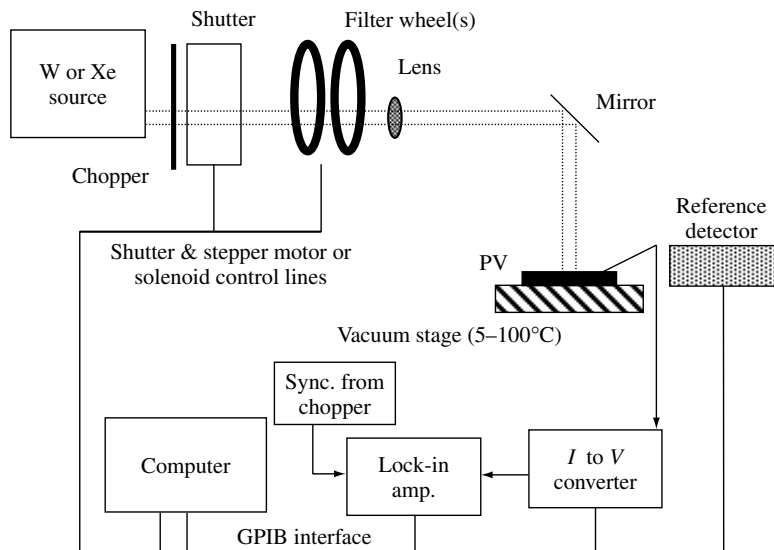 Shutter
Filter wheel(s)
W or Xe
source
Lens
Mirror
Chopper
Reference
detector
Shutter & stepper motor or
solenoid control lines
PV
Vacuum stage (5–100°C)
Sync. from
chopper
Computer
Lock-in
amp.
I to V
converter
GPIB interface